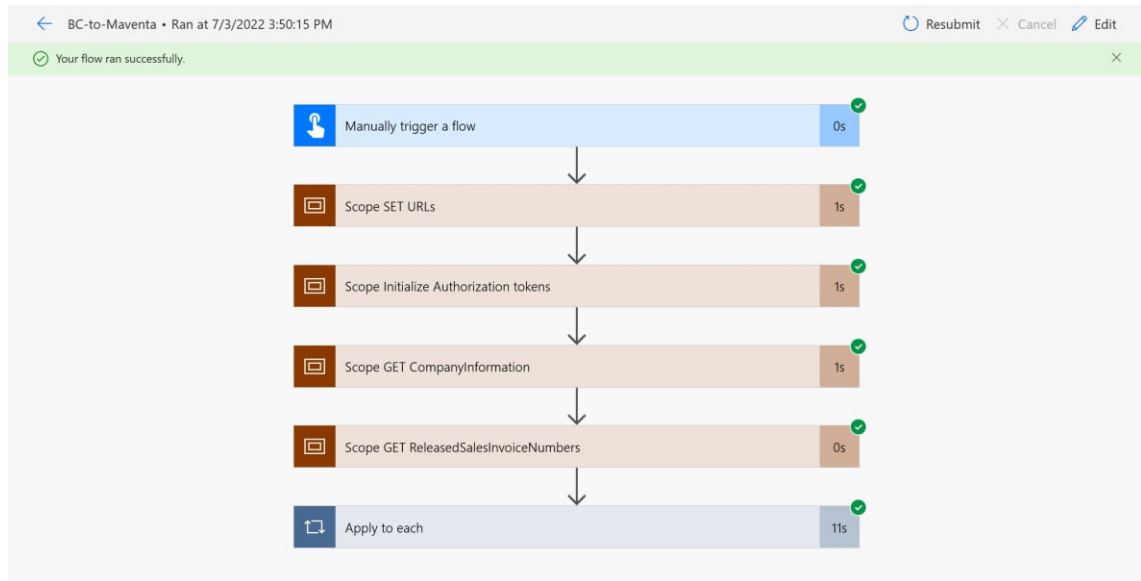 BC-to-Maventa • Ran at 7/3/2022 3:50:15 PM
Resubmit Cancel Edit
Your flow ran successfully.
Manually trigger a flow 0s
Scope SET URLs 1s
Scope Initialize Authorization tokens 1s
Scope GET CompanyInformation 1s
Scope GET ReleasedSalesInvoiceNumbers 0s
Apply to each 11s